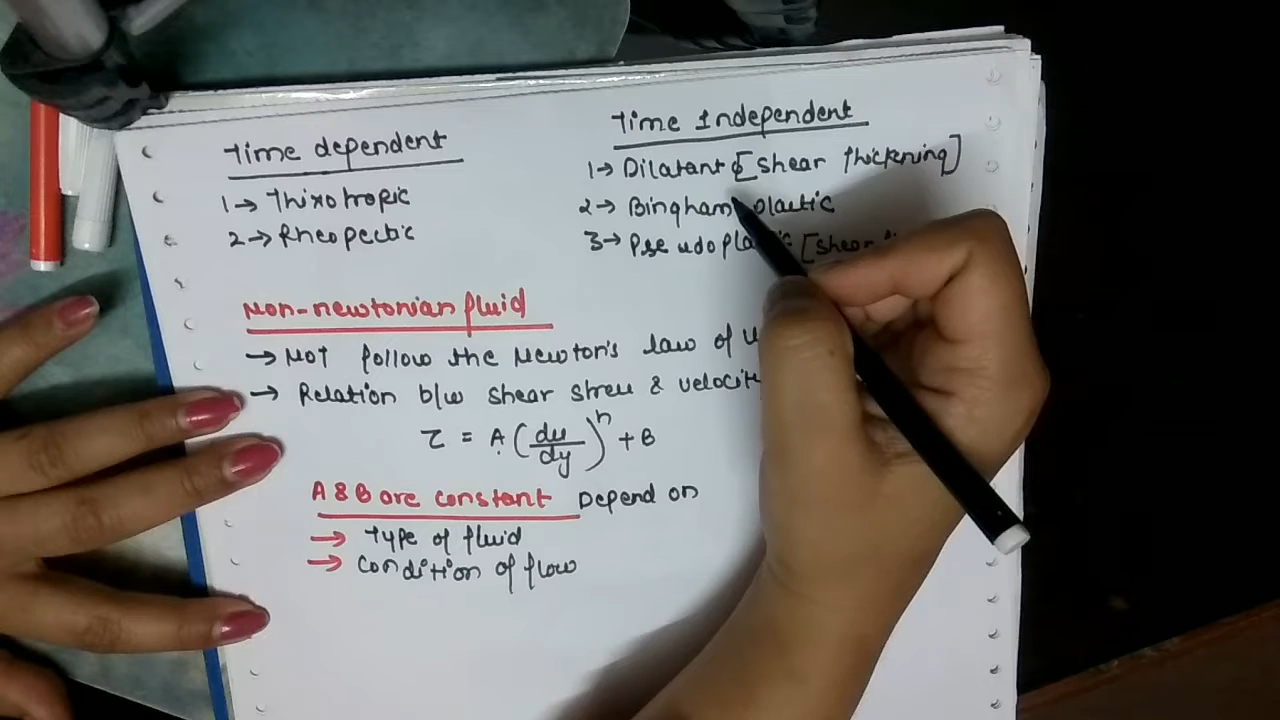 Time dependent
1→ Thixotropic
2→ Rheopectic
Time Independent
1→ Dilatant [shear thickening]
2→ Bingham plastic
3→ Pseudoplastic [shear
Non-newtonian fluid
→ Not follow the Newton's law of
→ Relation b/w shear stress & velocity
τ = A (du/dy)ⁿ + B
A & B are constant Depend on
→ Type of fluid
→ Condition of flow